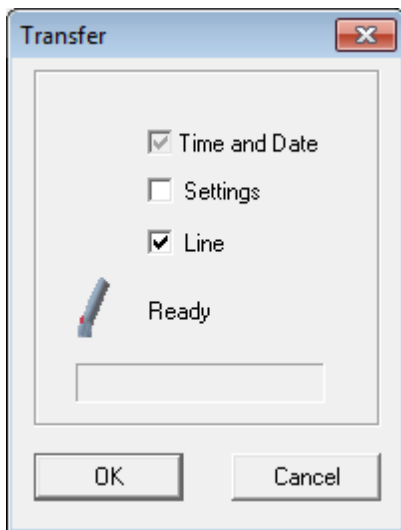 Transfer
Time and Date
Settings
Line
Ready
OK
Cancel